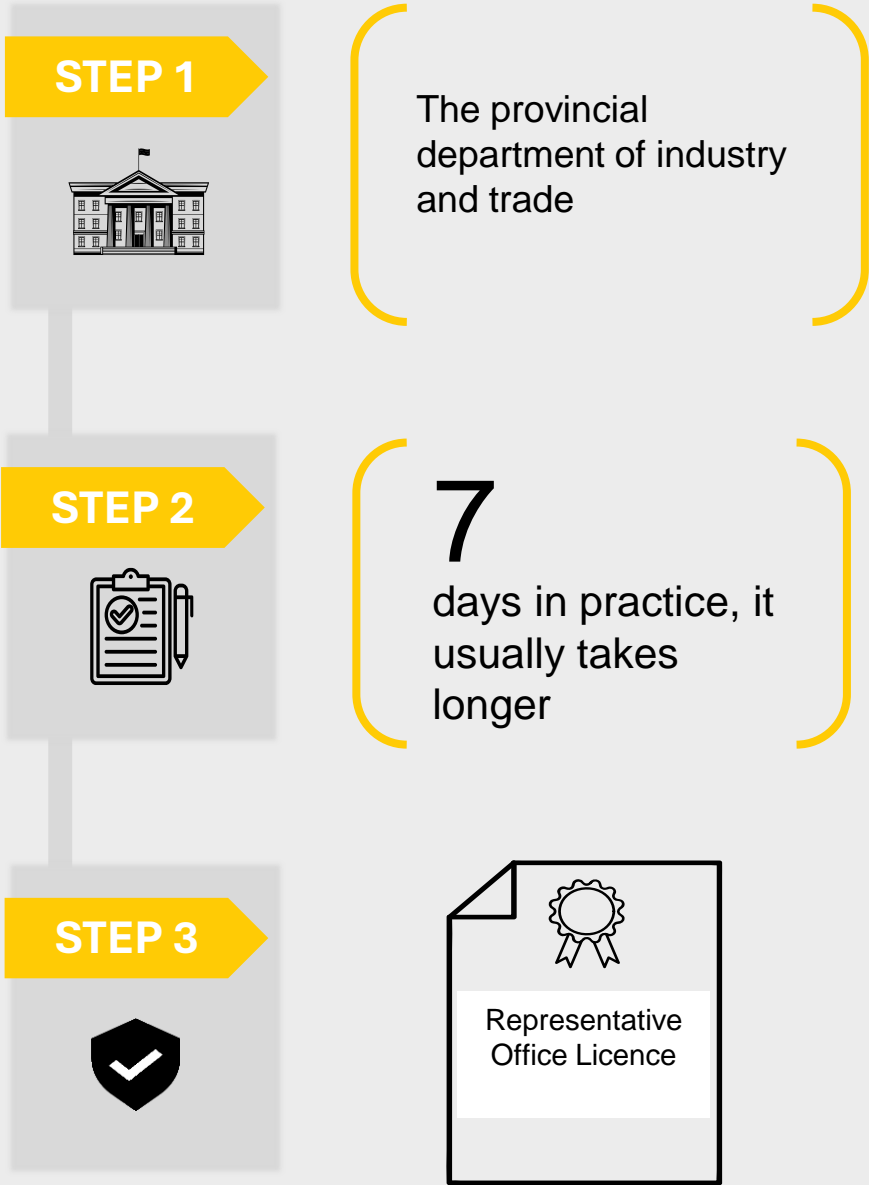 STEP 1
The provincial
department of industry
and trade
STEP 2
7
days in practice, it
usually takes
longer
STEP 3
Representative
Office Licence